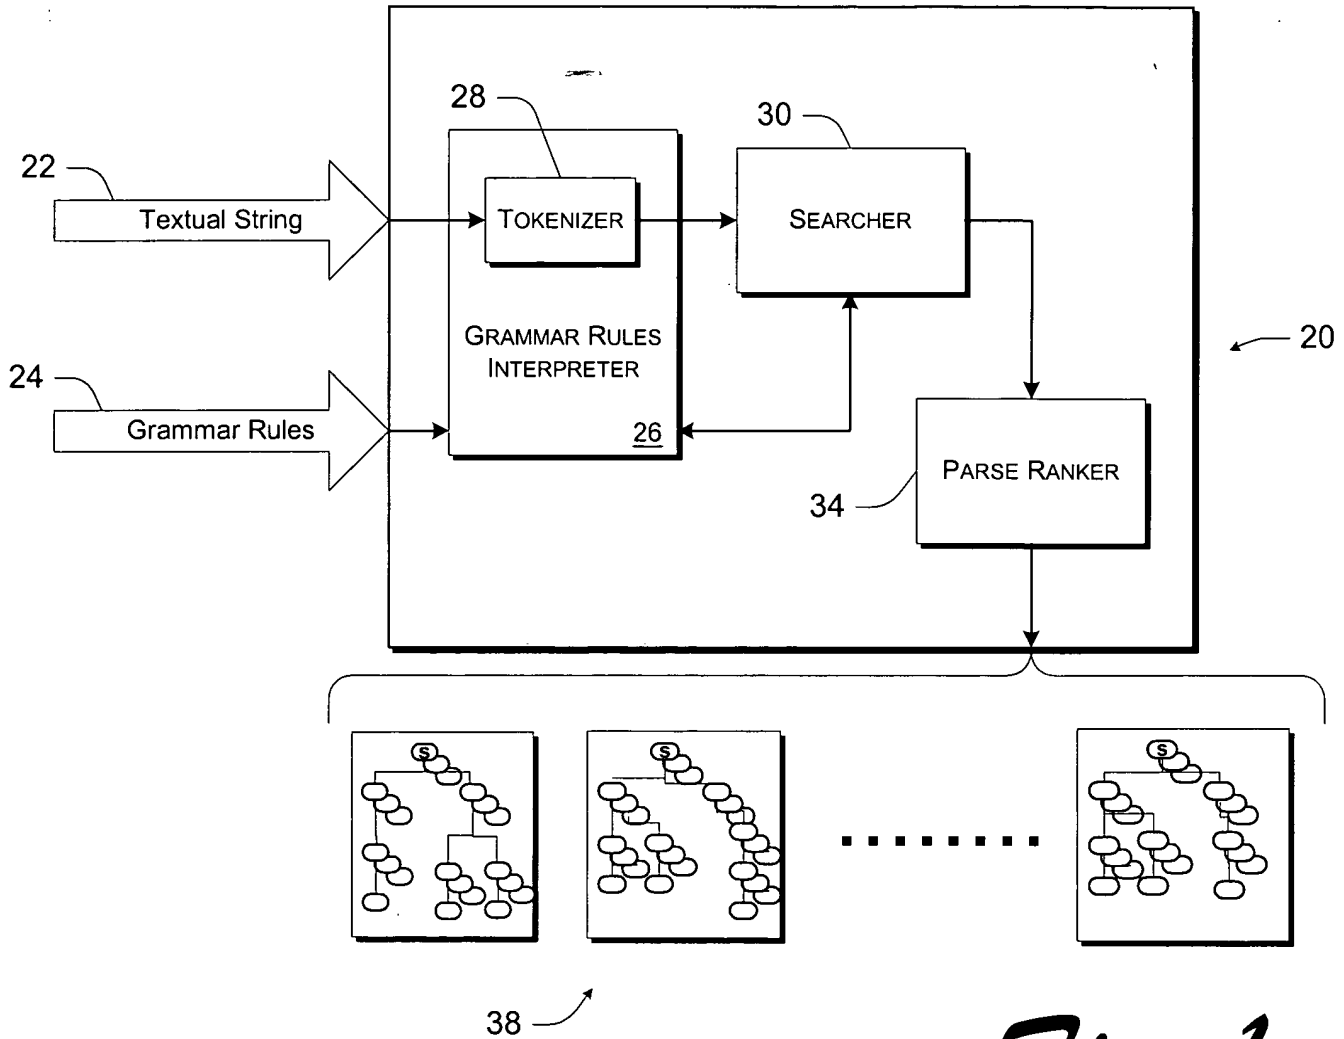 28
30
22
Textual String
TOKENIZER
SEARCHER
GRAMMAR RULES
INTERPRETER
20
24
Grammar Rules
26
PARSE RANKER
34
S
S
S
38